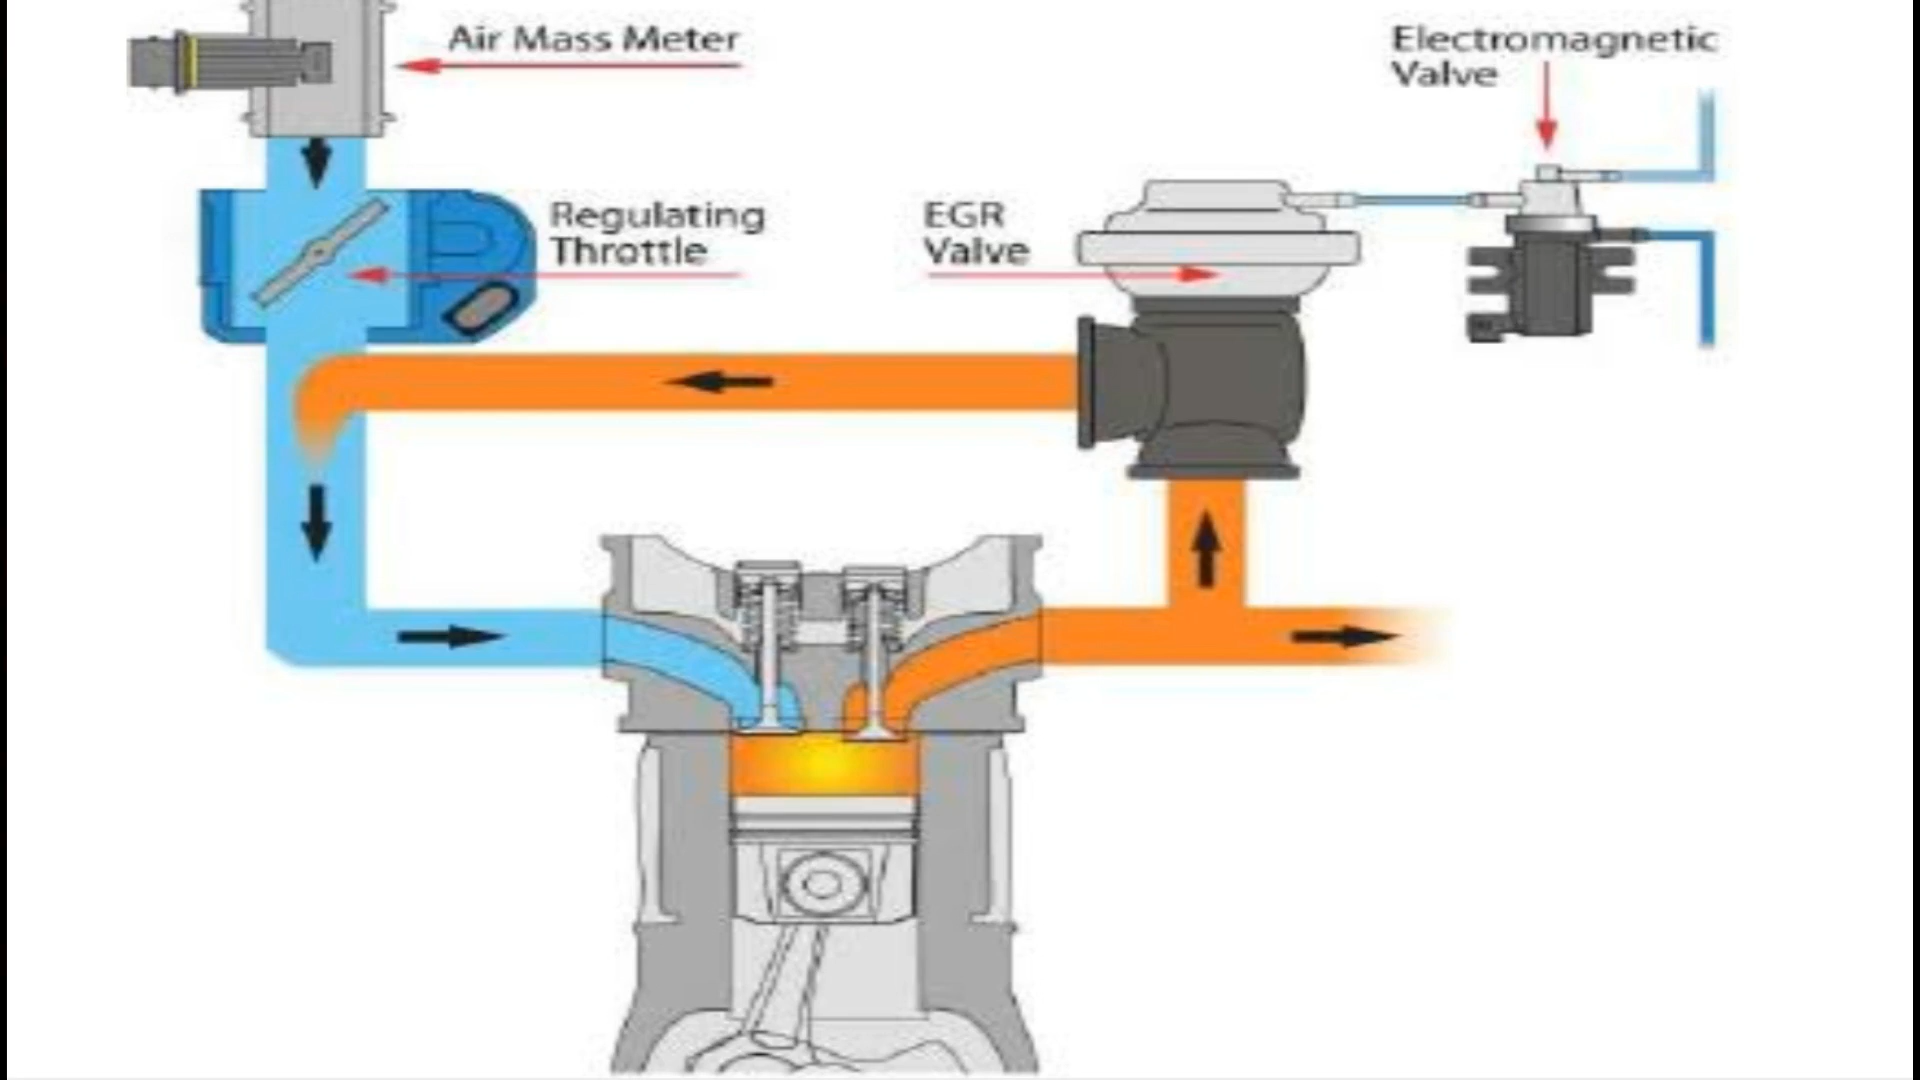 Air Mass Meter
Electromagnetic
Valve
Regulating
Throttle
EGR
Valve